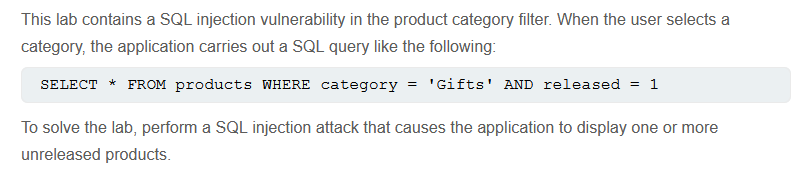 This lab contains a SQL injection vulnerability in the product category filter. When the user selects a
category, the application carries out a SQL query like the following:
SELECT * FROM products WHERE category = 'Gifts' AND released = 1
To solve the lab, perform a SQL injection attack that causes the application to display one or more
unreleased products.